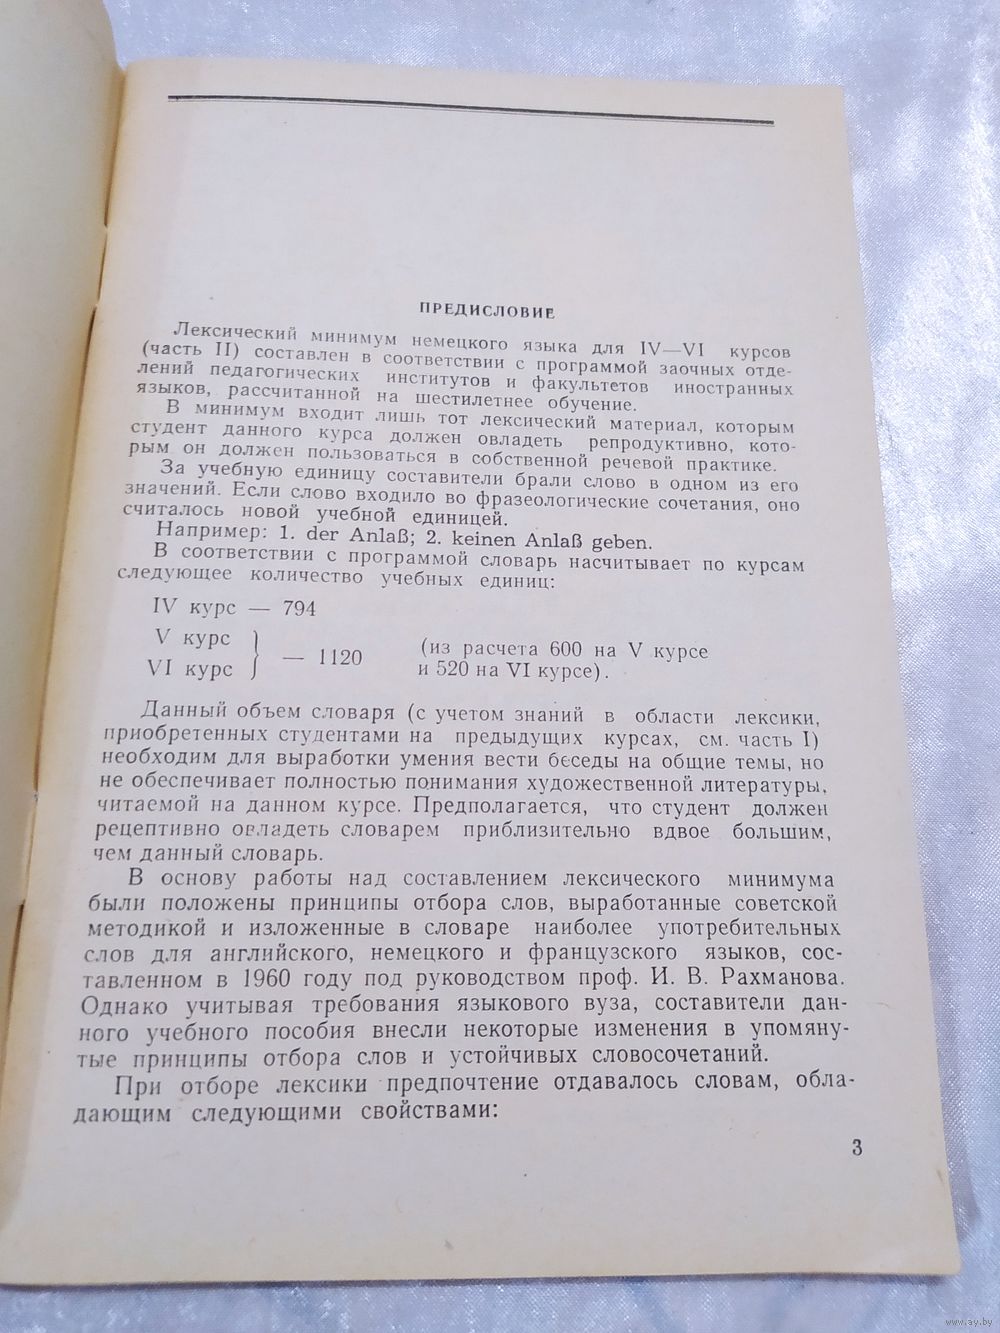 ПРЕДИСЛОВИЕ
Лексический минимум немецкого языка для IV—VI курсов
(часть II) составлен в соответствии с программой заочных отде-
лений педагогических институтов и факультетов иностранных
языков, рассчитанной на шестилетнее обучение.
В минимум входит лишь тот лексический материал, которым
студент данного курса должен овладеть репродуктивно, кото-
рым он должен пользоваться в собственной речевой практике.
За учебную единицу составители брали слово в одном из его
значений. Если слово входило во фразеологические сочетания, оно
считалось новой учебной единицей.
Например: 1. der Anlaß; 2. keinen Anlaß geben.
В соответствии с программой словарь насчитывает по курсам
следующее количество учебных единиц:
IV курс — 794
V курс
VI курс
— 1120
(из расчета 600 на V курсе
и 520 на VI курсе).
Данный объем словаря (с учетом знаний в области лексики,
приобретенных студентами на предыдущих курсах, см. часть I)
необходим для выработки умения вести беседы на общие темы, но
не обеспечивает полностью понимания художественной литературы,
читаемой на данном курсе. Предполагается, что студент должен
рецептивно овладеть словарем приблизительно вдвое большим,
чем данный словарь.
В основу работы над составлением лексического минимума
были положены принципы отбора слов, выработанные советской
методикой и изложенные в словаре наиболее употребительных
слов для английского, немецкого и французского языков, сос-
тавленном в 1960 году под руководством проф. И. В. Рахманова.
Однако учитывая требования языкового вуза, составители дан-
ного учебного пособия внесли некоторые изменения в упомяну-
тые принципы отбора слов и устойчивых словосочетаний.
При отборе лексики предпочтение отдавалось словам, обла-
дающим следующими свойствами:
3
www.ay.by